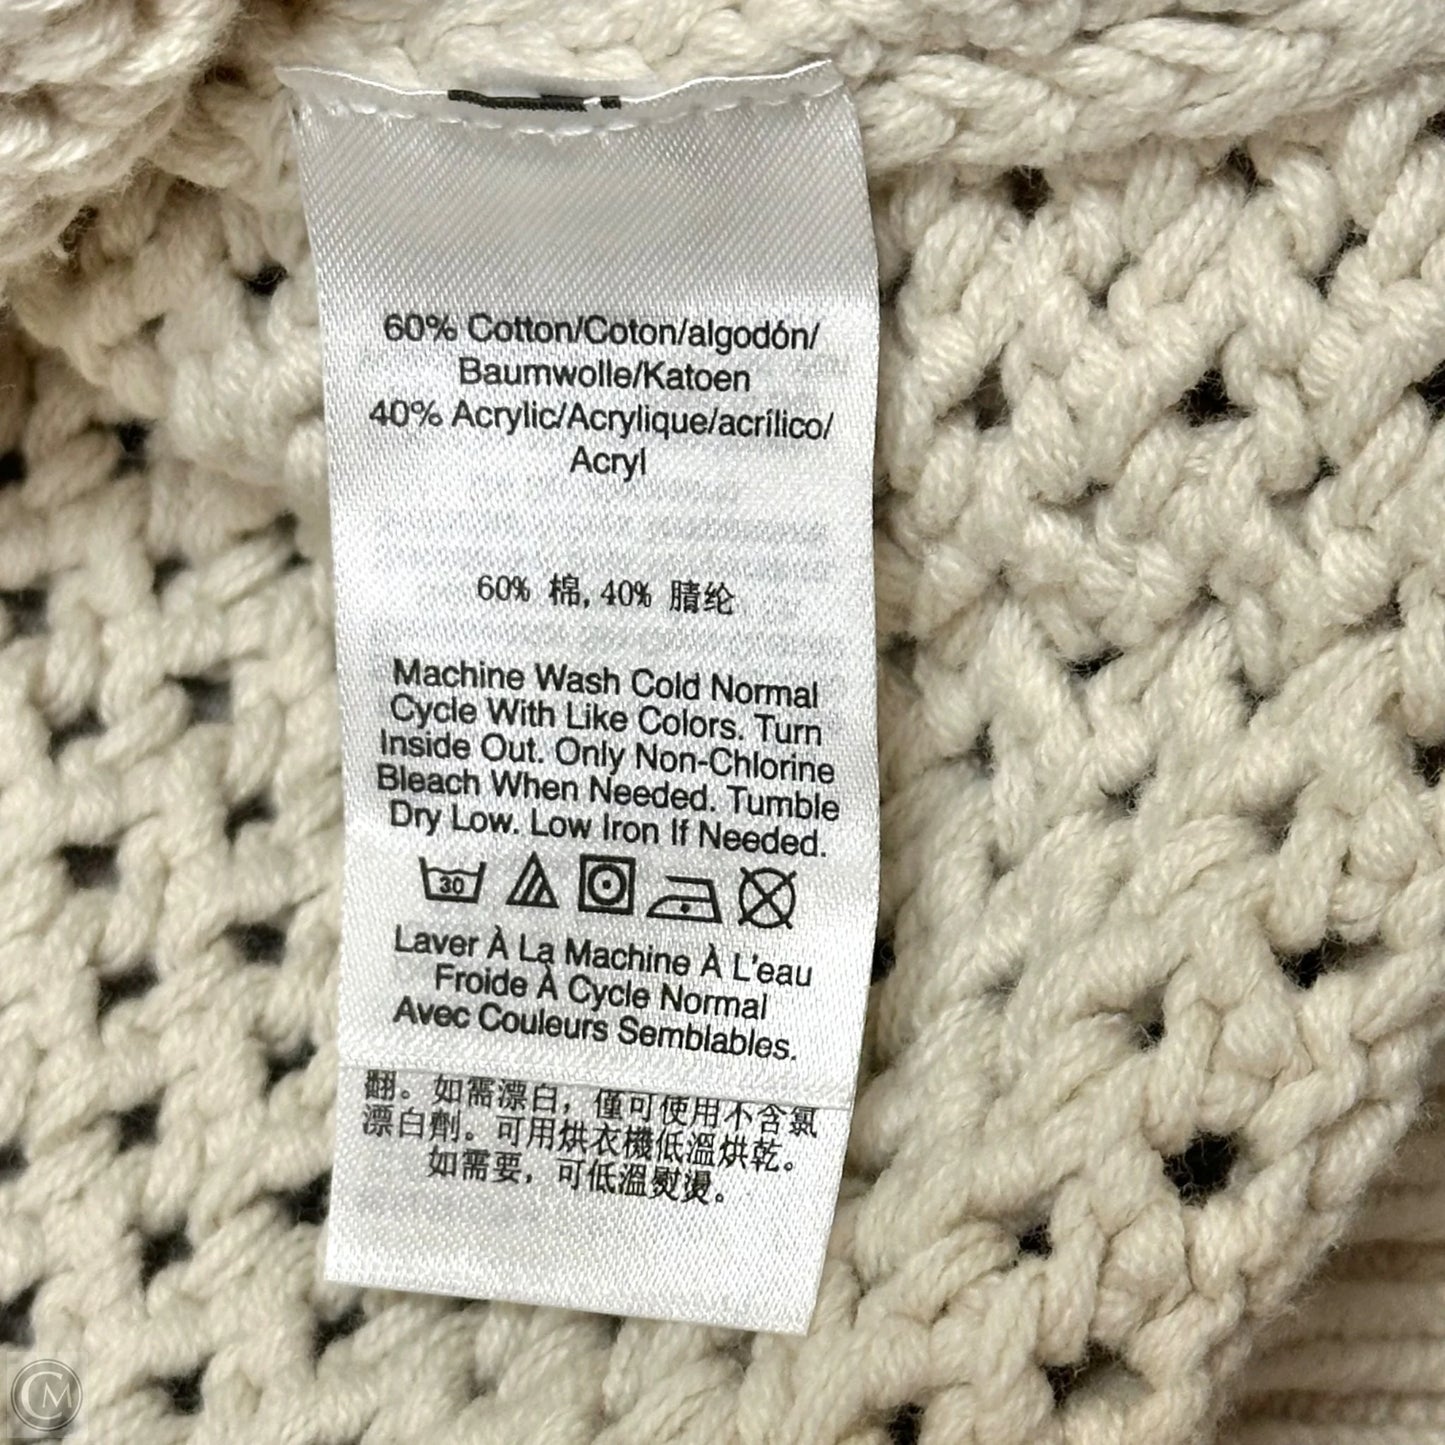 60% Cotton/Coton/algodón/
Baumwolle/Katoen
40% Acrylic/Acrylique/acrílico/
Acryl
60% 棉, 40% 腈纶
Machine Wash Cold Normal
Cycle With Like Colors. Turn
Inside Out. Only Non-Chlorine
Bleach When Needed. Tumble
Dry Low. Low Iron If Needed.
30
Laver À La Machine À L'eau
Froide À Cycle Normal
Avec Couleurs Semblables.
翻。如需漂白，僅可使用不含氯
漂白劑。可用烘衣機低溫烘乾。
如需要，可低溫熨燙。
CM